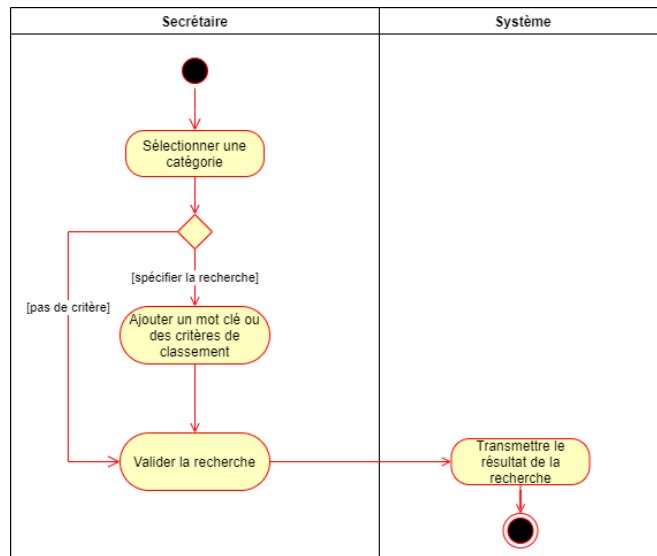 Secrétaire
Système
Sélectionner une
catégorie
[spécifier la recherche]
[pas de critère]
Ajouter un mot clé ou
des critères de
classement
Valider la recherche
Transmettre le
résultat de la
recherche